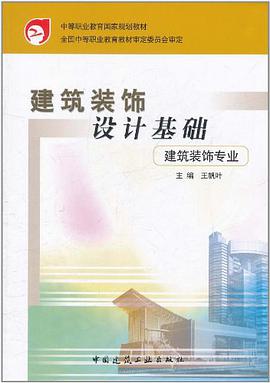 中等职业教育国家规划教材
全国中等职业教育教材审定委员会审定
建筑装饰
设计基础
建筑装饰专业
主 编 王帆叶
中国建筑工业出版社